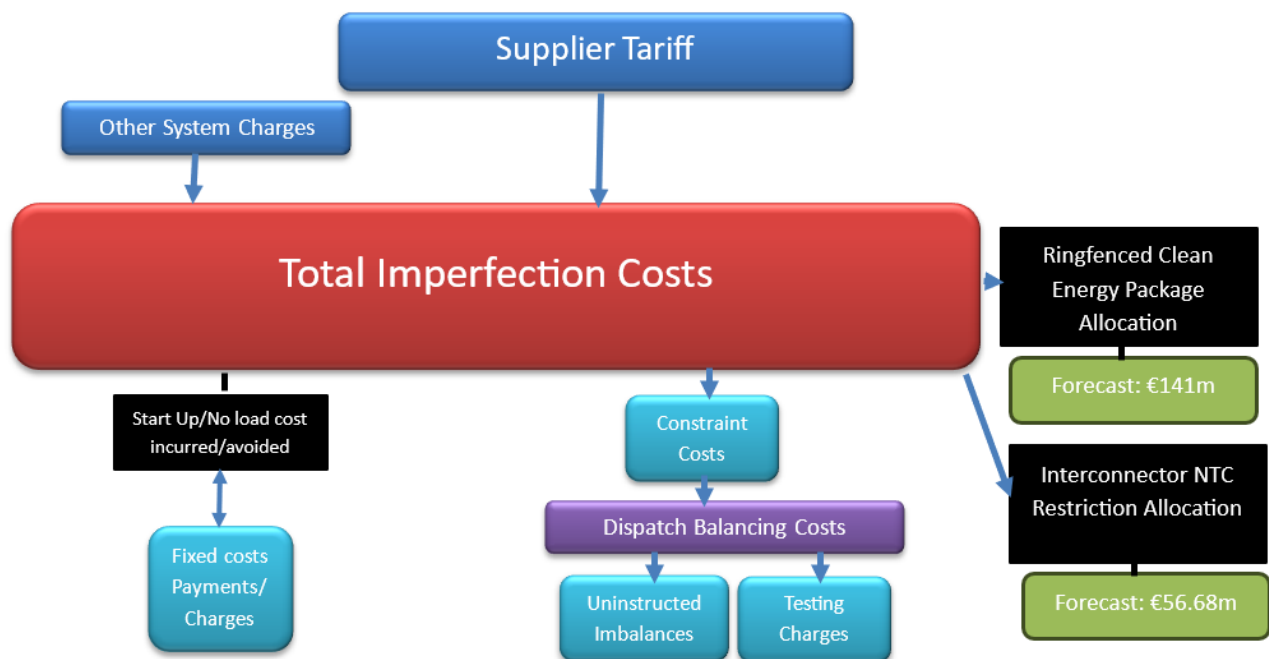 Supplier Tariff
Other System Charges
Total Imperfection Costs
Ringfenced Clean
Energy Package
Allocation
Forecast: €141m
Start Up/No load cost
incurred/avoided
Constraint
Costs
Interconnector NTC
Restriction Allocation
Dispatch Balancing Costs
Fixed costs
Payments/
Charges
Uninstructed
Imbalances
Testing
Charges
Forecast: €56.68m